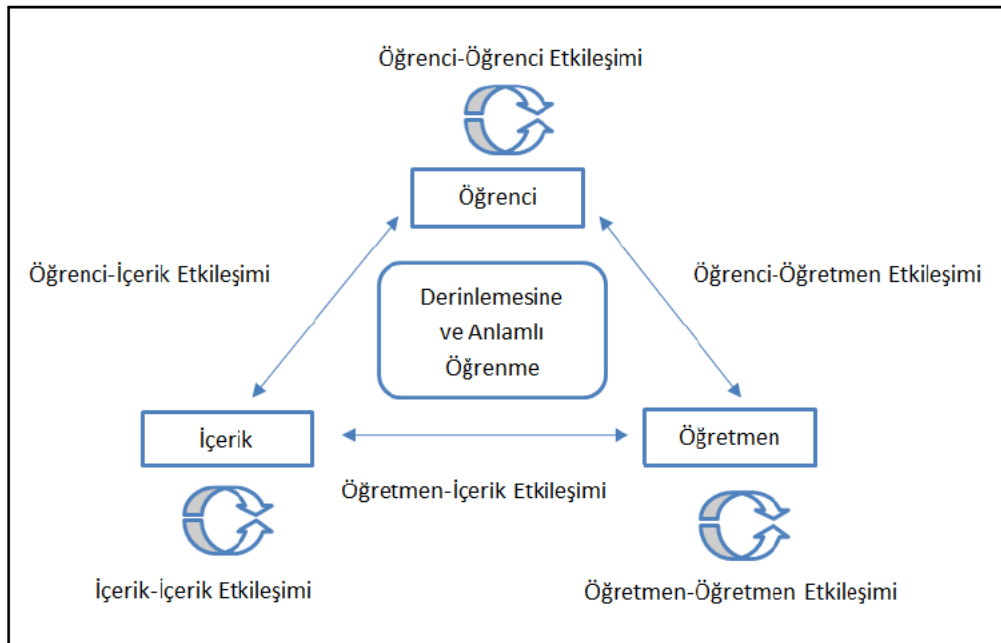 Öğrenci-Öğrenci Etkileşimi
Öğrenci
Öğrenci-İçerik Etkileşimi
Öğrenci-Öğretmen Etkileşimi
Derinlemesine
ve Anlamlı
Öğrenme
İçerik
Öğretmen
Öğretmen-İçerik Etkileşimi
İçerik-İçerik Etkileşimi
Öğretmen-Öğretmen Etkileşimi